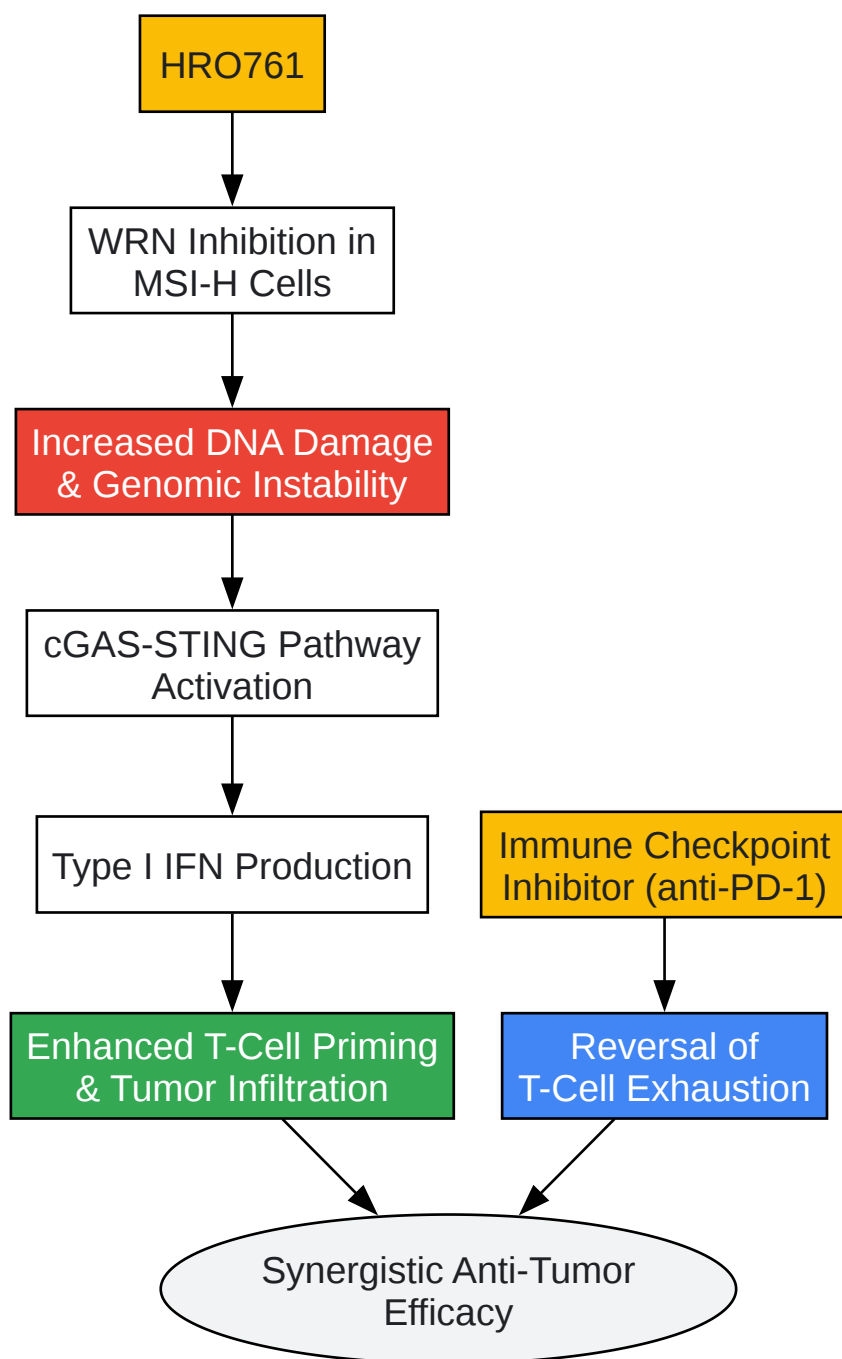 HRO761
WRN Inhibition in
MSI-H Cells
Increased DNA Damage
& Genomic Instability
cGAS-STING Pathway
Activation
Type I IFN Production
Immune Checkpoint
Inhibitor (anti-PD-1)
Enhanced T-Cell Priming
& Tumor Infiltration
Reversal of
T-Cell Exhaustion
Synergistic Anti-Tumor
Efficacy